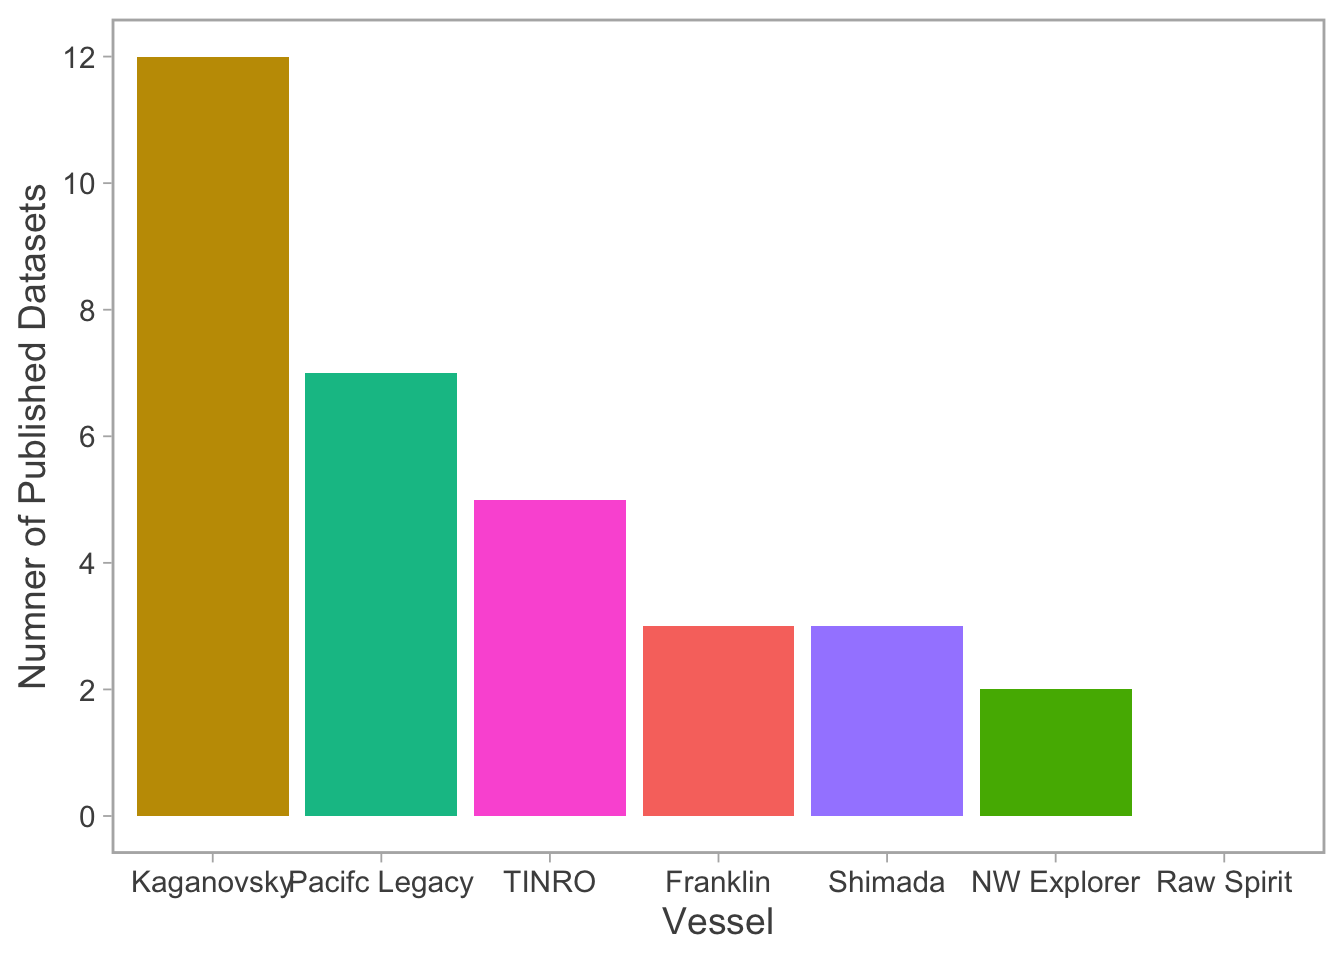 Numner of Published Datasets
12
10
8
6
4
2
0
Kaganovsky Pacifc Legacy TINRO Franklin Shimada NW Explorer Raw Spirit
Vessel